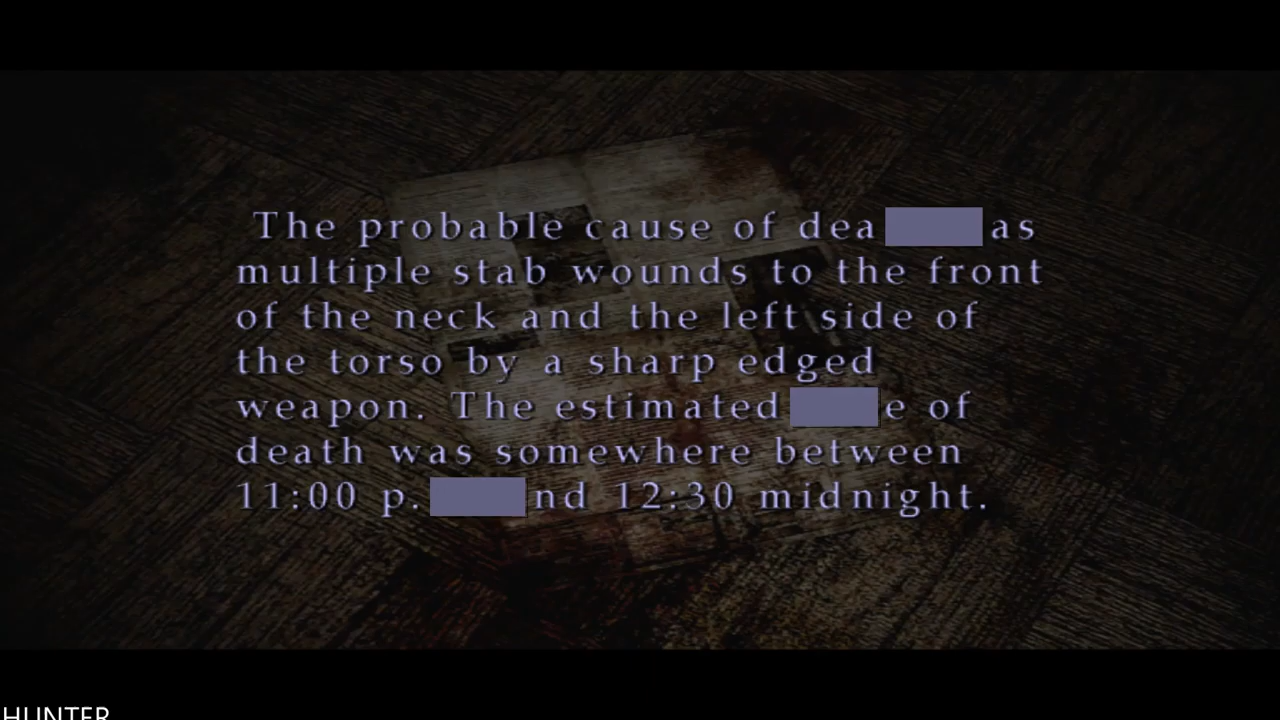 The probable cause of dea as
multiple stab wounds to the front
of the neck and the left side of
the torso by a sharp edged
weapon. The estimated e of
death was somewhere between
11:00 p. nd 12:30 midnight.
HUNTER